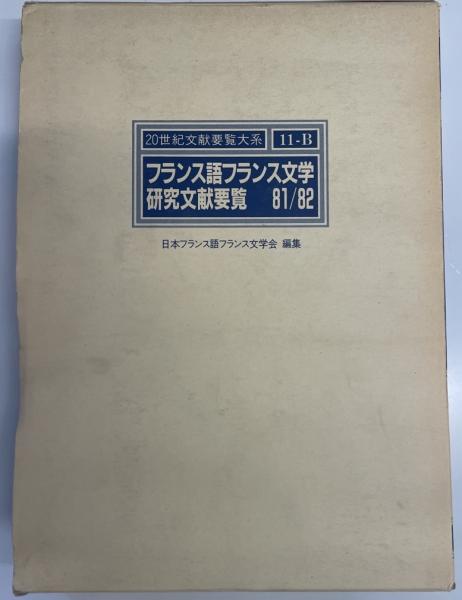 20世紀文献要覧大系 11-B
フランス語フランス文学
研究文献要覧 81/82
日本フランス語フランス文学会 編集